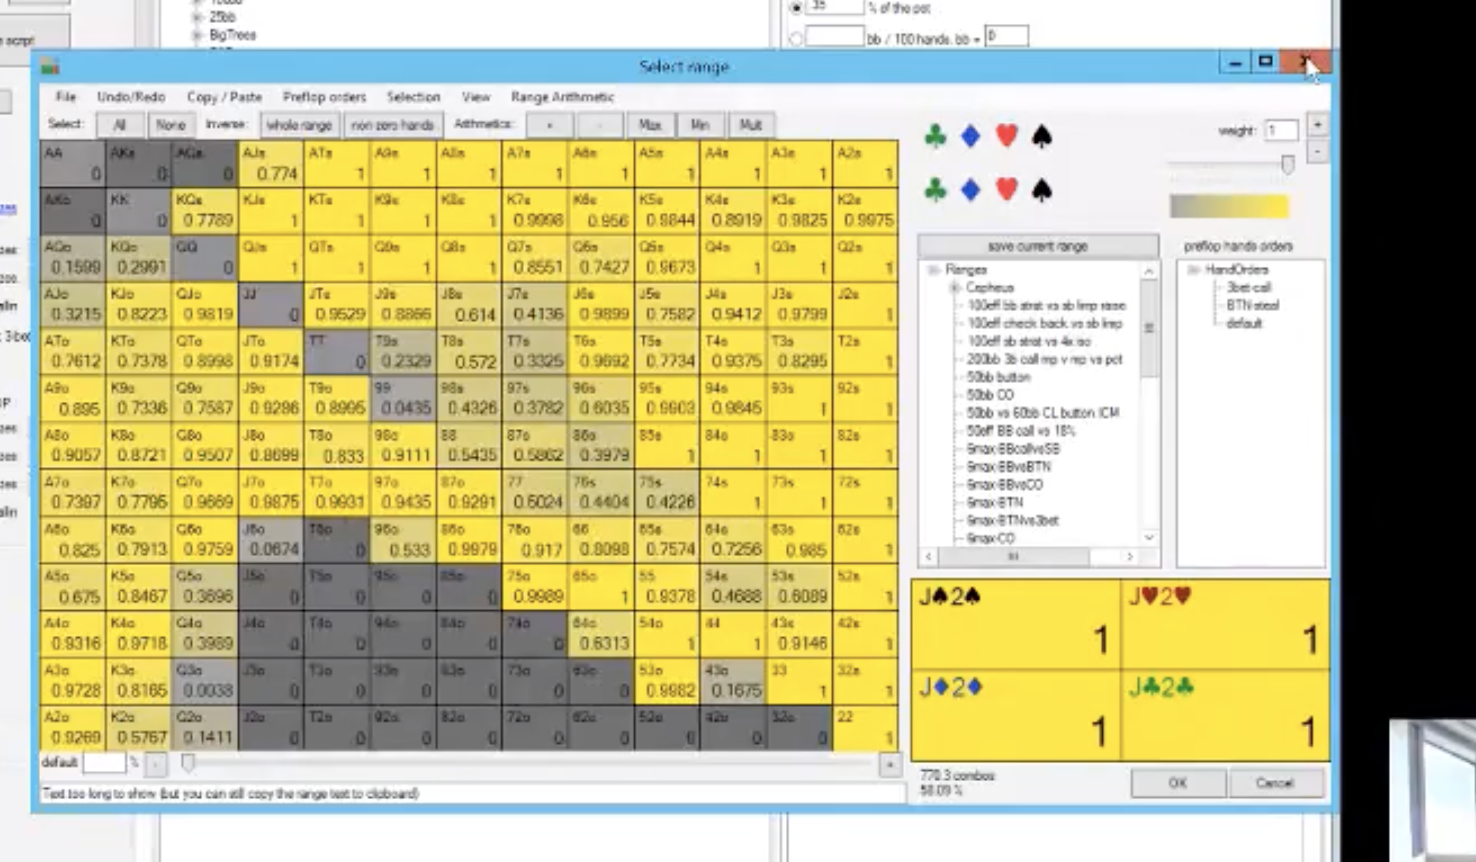 25bb
BigTrees
script
35 % of the pot
bb / 100 hands, bb = 0
Select range
File Undo/Redo Copy / Paste Preflop orders Selection View Range Arithmetic
Select: All None Inverse: whole range non zero hands Arithmetics: + - Max Min Mult
weight: 1 +
-
AA AKs AQs AJs ATs A9s A8s A7s A6s A5s A4s A3s A2s
0 0 0 0.774 1 1 1 1 1 1 1 1 1
AKo KK KQs KJs KTs K9s K8s K7s K6s K5s K4s K3s K2s
0 0 0.7789 1 1 1 1 0.9998 0.956 0.9844 0.8919 0.9825 0.9975
AQo KQo QQ QJs QTs Q9s Q8s Q7s Q6s Q5s Q4s Q3s Q2s
0.1599 0.2991 0 1 1 1 1 0.8551 0.7427 0.9673 1 1 1
AJo KJo QJo JJ JTs J9s J8s J7s J6s J5s J4s J3s J2s
0.3215 0.8223 0.9819 0 0.9529 0.8866 0.614 0.4136 0.9899 0.7582 0.9412 0.9799 1
ATo KTo QTo JTo TT T9s T8s T7s T6s T5s T4s T3s T2s
0.7612 0.7378 0.8998 0.9174 0 0.2329 0.572 0.3325 0.9692 0.7734 0.9375 0.8295 1
A9o K9o Q9o J9o T9o 99 98s 97s 96s 95s 94s 93s 92s
0.895 0.7336 0.7587 0.9286 0.8995 0.0435 0.4326 0.3782 0.6035 0.9903 0.9845 1 1
A8o K8o Q8o J8o T8o 98o 88 87s 86s 85s 84s 83s 82s
0.9057 0.8721 0.9507 0.8699 0.833 0.9111 0.5435 0.5862 0.3979 1 1 1 1
A7o K7o Q7o J7o T7o 97o 87o 77 76s 75s 74s 73s 72s
0.7397 0.7795 0.9669 0.9875 0.9931 0.9435 0.9291 0.5024 0.4404 0.4226 1 1 1
A6o K6o Q6o J6o T6o 96o 86o 76o 66 65s 64s 63s 62s
0.825 0.7913 0.9759 0.0674 0 0.533 0.9979 0.917 0.8098 0.7574 0.7256 0.985 1
A5o K5o Q5o J5o T5o 95o 85o 75o 65o 55 54s 53s 52s
0.675 0.8467 0.3696 0 0 0 0 0.9989 1 0.9378 0.4688 0.6089 1
A4o K4o Q4o J4o T4o 94o 84o 74o 64o 54o 44 43s 42s
0.9316 0.9718 0.3989 0 0 0 0 0 0.6313 1 1 0.9146 1
A3o K3o Q3o J3o T3o 93o 83o 73o 63o 53o 43o 33 32s
0.9728 0.8165 0.0038 0 0 0 0 0 0 0.9982 0.1675 1 1
A2o K2o Q2o J2o T2o 92o 82o 72o 62o 52o 42o 32o 22
0.9269 0.5767 0.1411 0 0 0 0 0 0 0 0 0 1
default % - +
Text too long to show (but you can still copy the range text to clipboard)
save current range
Ranges
Cepheus
100eff bb strat vs sb limp raise
100eff check back vs sb limp
100eff sb strat vs 4x iso
200bb 3b call mp v mp vs pot
50bb button
50bb CO
50bb vs 60bb CL button ICM
50eff BB call vs 18%
6max-BBcallvsSB
6max-BBvsBTN
6max-BBvsCO
6max-BTN
6max-BTNvs3bet
6max-CO
preflop hands orders
HandOrders
3bet-call
BTN-steal
default
J♠2♠ J♥2♥
1 1
J♦2♦ J♣2♣
1 1
770.3 combos
58.09 %
OK Cancel